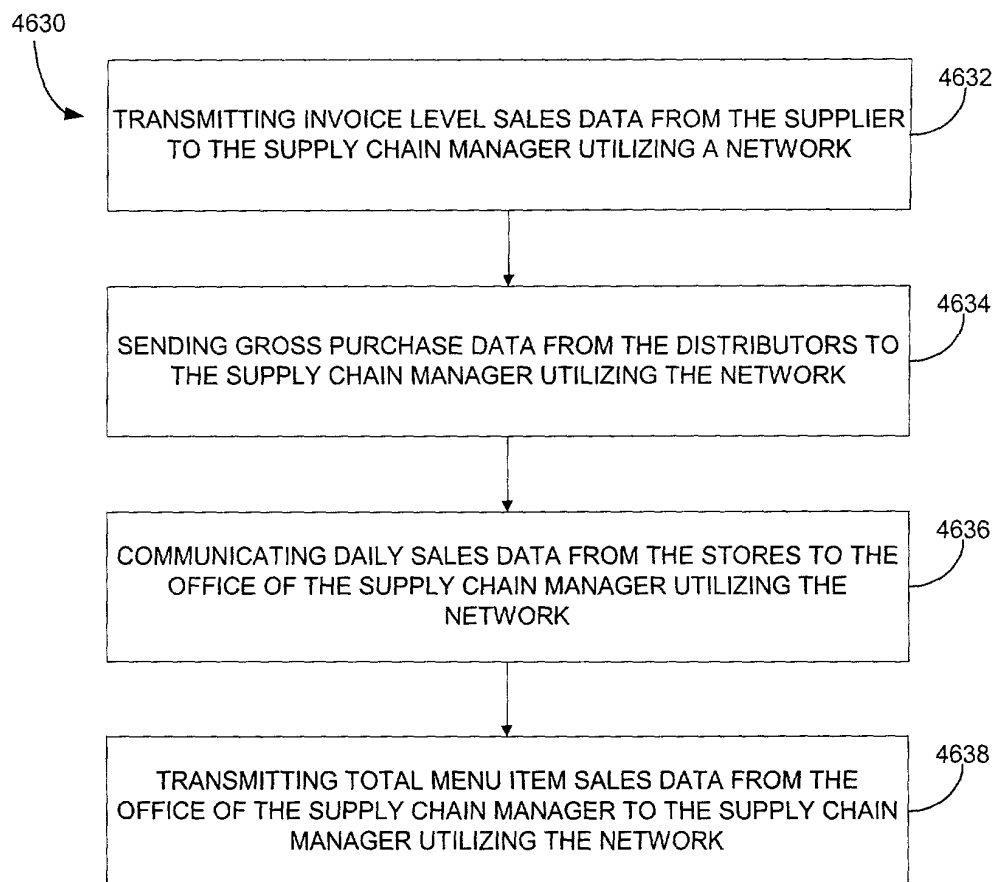 4630
4632
TRANSMITTING INVOICE LEVEL SALES DATA FROM THE SUPPLIER
TO THE SUPPLY CHAIN MANAGER UTILIZING A NETWORK
4634
SENDING GROSS PURCHASE DATA FROM THE DISTRIBUTORS TO
THE SUPPLY CHAIN MANAGER UTILIZING THE NETWORK
4636
COMMUNICATING DAILY SALES DATA FROM THE STORES TO THE
OFFICE OF THE SUPPLY CHAIN MANAGER UTILIZING THE
NETWORK
4638
TRANSMITTING TOTAL MENU ITEM SALES DATA FROM THE
OFFICE OF THE SUPPLY CHAIN MANAGER TO THE SUPPLY CHAIN
MANAGER UTILIZING THE NETWORK